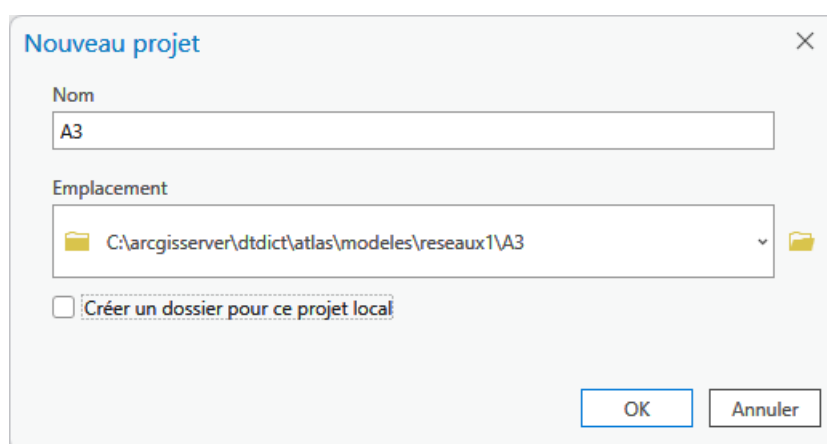 Nouveau projet
Nom
A3
Emplacement
C:\arcgisserver\dtdict\atlas\modeles\reseaux1\A3
Créer un dossier pour ce projet local
OK
Annuler